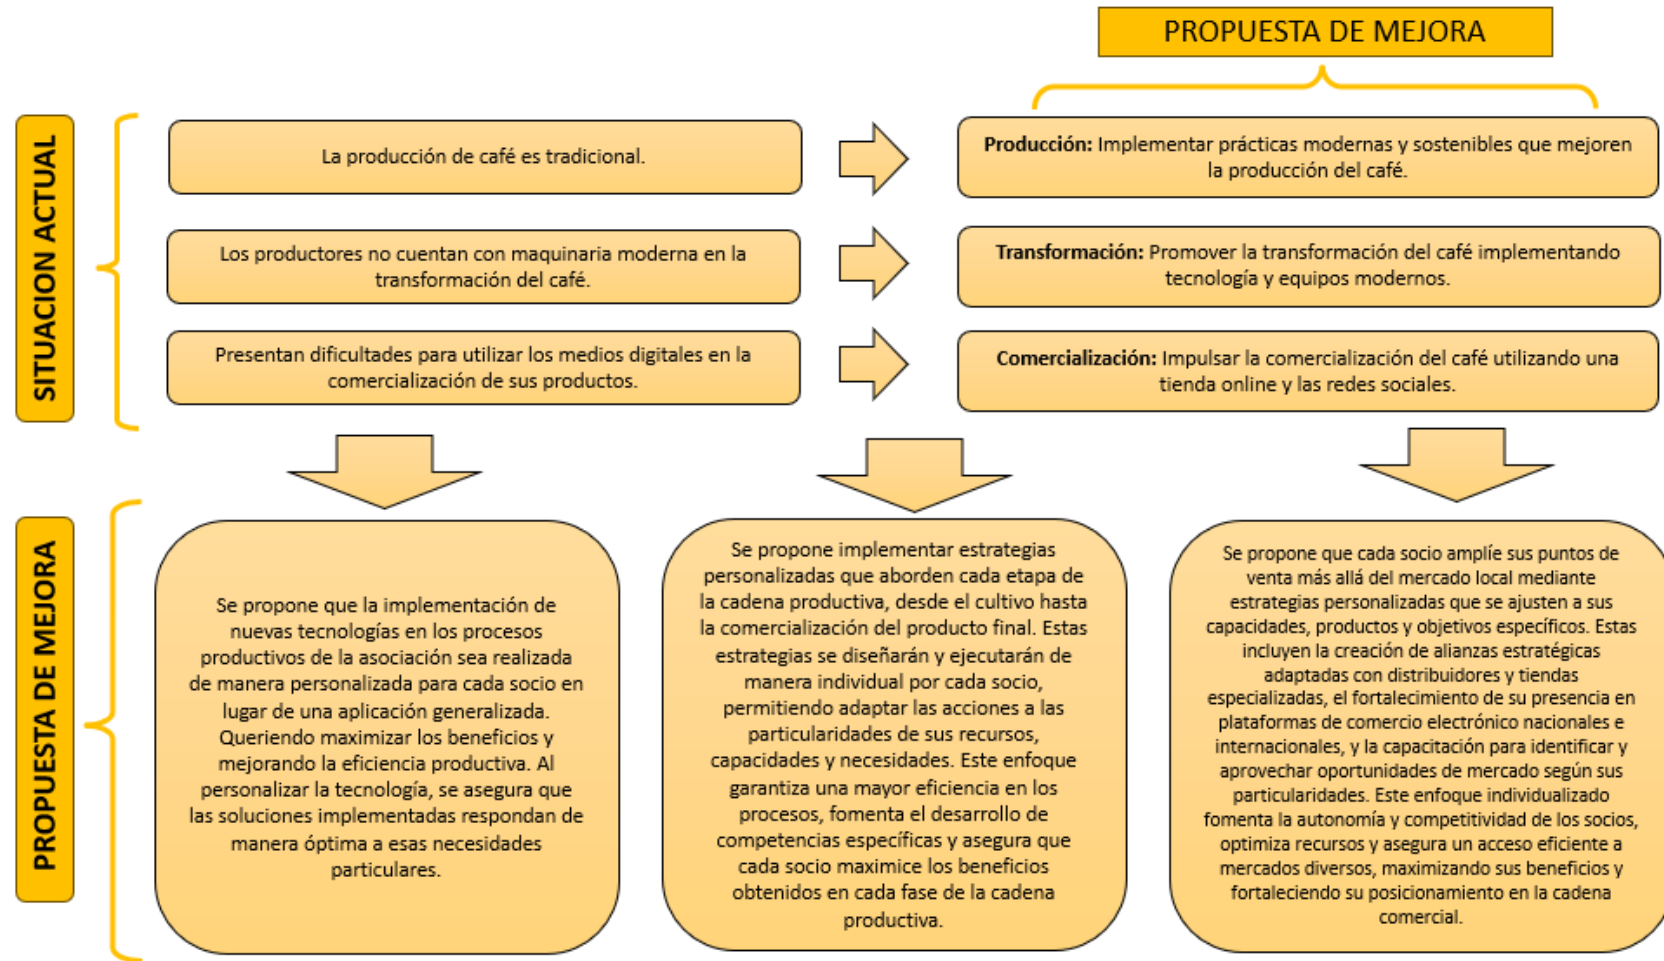 PROPUESTA DE MEJORA
SITUACION ACTUAL
La producción de café es tradicional.
Producción: Implementar prácticas modernas y sostenibles que mejoren
la producción del café.
Los productores no cuentan con maquinaria moderna en la
transformación del café.
Transformación: Promover la transformación del café implementando
tecnología y equipos modernos.
Presentan dificultades para utilizar los medios digitales en la
comercialización de sus productos.
Comercialización: Impulsar la comercialización del café utilizando una
tienda online y las redes sociales.
PROPUESTA DE MEJORA
Se propone que la implementación de
nuevas tecnologías en los procesos
productivos de la asociación sea realizada
de manera personalizada para cada socio en
lugar de una aplicación generalizada.
Queriendo maximizar los beneficios y
mejorando la eficiencia productiva. Al
personalizar la tecnología, se asegura que
las soluciones implementadas respondan de
manera óptima a esas necesidades
particulares.
Se propone implementar estrategias
personalizadas que aborden cada etapa de
la cadena productiva, desde el cultivo hasta
la comercialización del producto final. Estas
estrategias se diseñarán y ejecutarán de
manera individual por cada socio,
permitiendo adaptar las acciones a las
particularidades de sus recursos,
capacidades y necesidades. Este enfoque
garantiza una mayor eficiencia en los
procesos, fomenta el desarrollo de
competencias específicas y asegura que
cada socio maximice los beneficios
obtenidos en cada fase de la cadena
productiva.
Se propone que cada socio amplíe sus puntos de
venta más allá del mercado local mediante
estrategias personalizadas que se ajusten a sus
capacidades, productos y objetivos específicos. Estas
incluyen la creación de alianzas estratégicas
adaptadas con distribuidores y tiendas
especializadas, el fortalecimiento de su presencia en
plataformas de comercio electrónico nacionales e
internacionales, y la capacitación para identificar y
aprovechar oportunidades de mercado según sus
particularidades. Este enfoque individualizado
fomenta la autonomía y competitividad de los socios,
optimiza recursos y asegura un acceso eficiente a
mercados diversos, maximizando sus beneficios y
fortaleciendo su posicionamiento en la cadena
comercial.